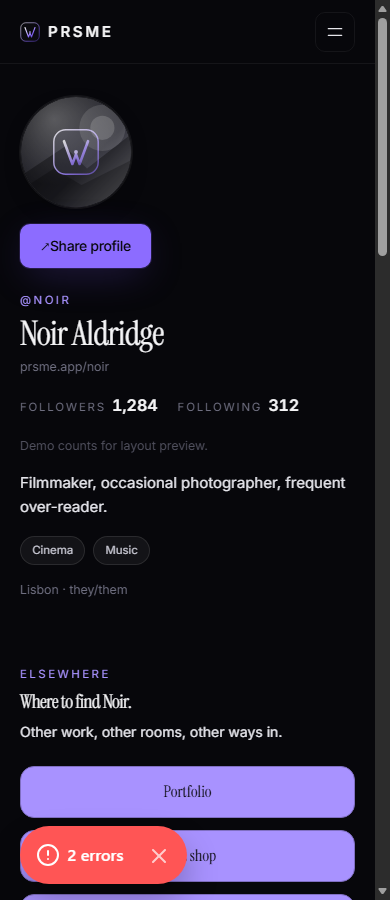 PRSME
↗Share profile
@NOIR
Noir Aldridge
prsme.app/noir
FOLLOWERS 1,284 FOLLOWING 312
Demo counts for layout preview.
Filmmaker, occasional photographer, frequent
over-reader.
Cinema Music
Lisbon · they/them
ELSEWHERE
Where to find Noir.
Other work, other rooms, other ways in.
Portfolio
shop
2 errors